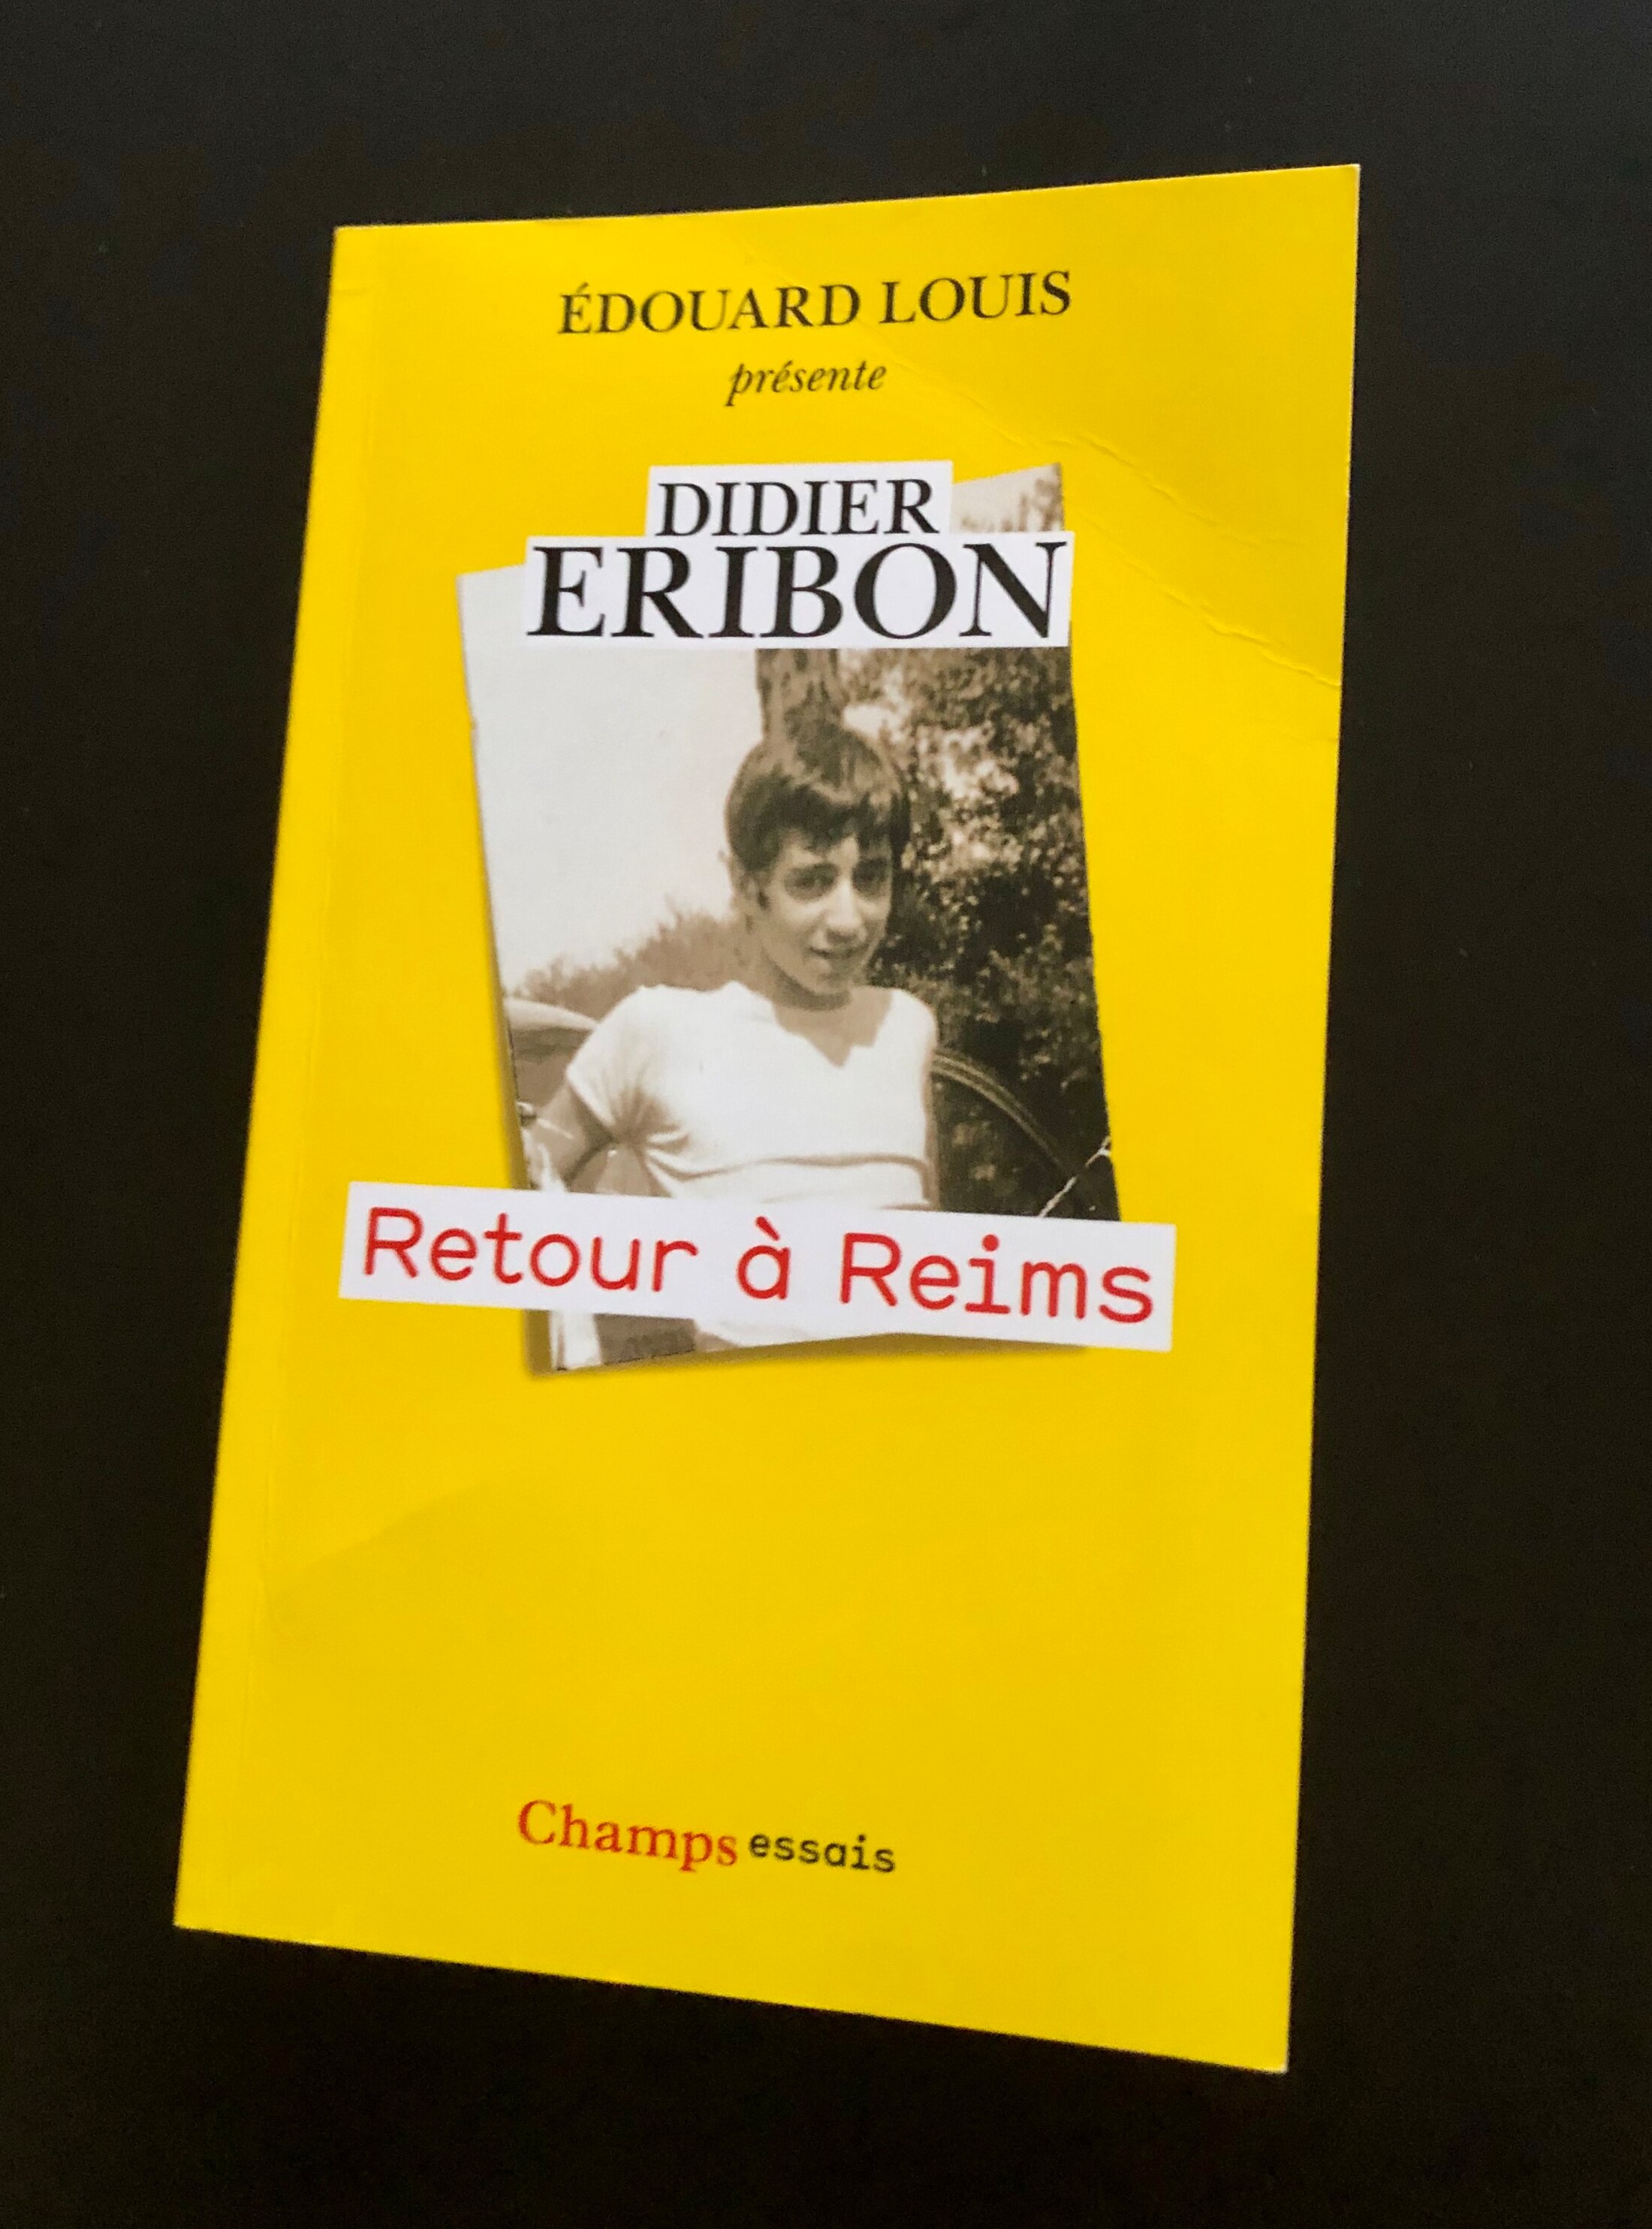 ÉDOUARD LOUIS
présente
DIDIER
ERIBON
Retour à Reims
Champs essais